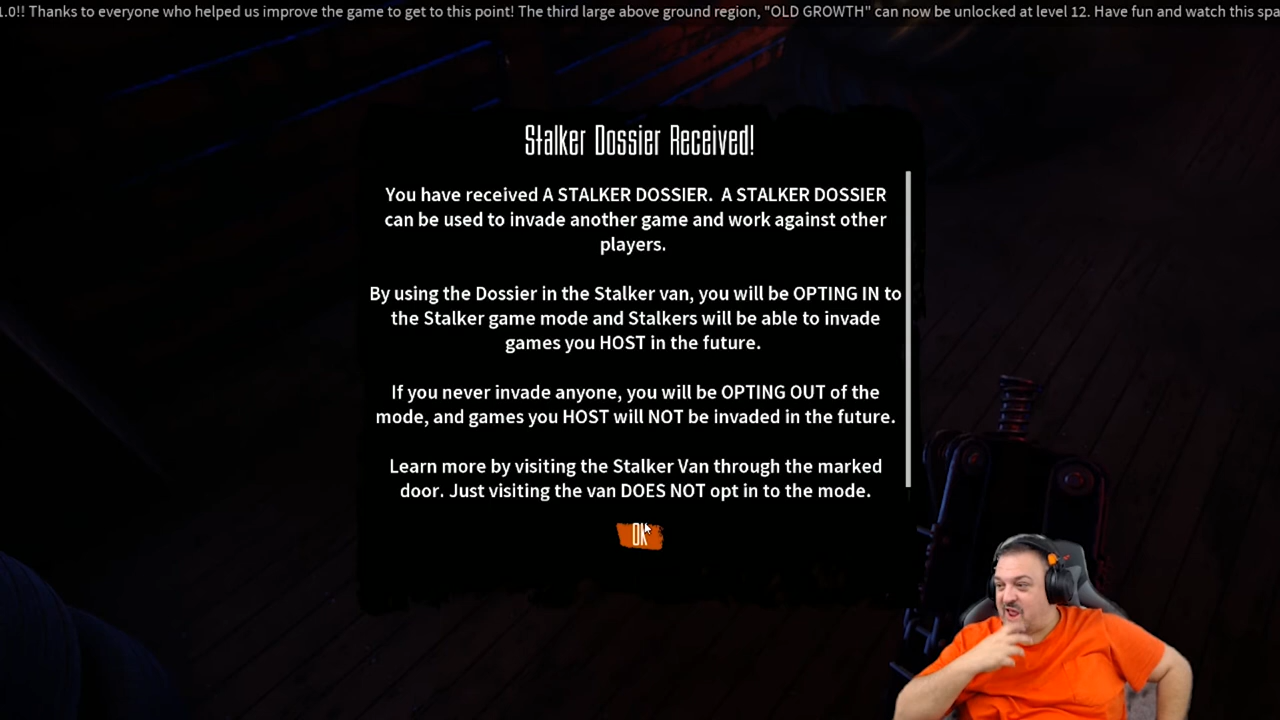 1.0!! Thanks to everyone who helped us improve the game to get to this point! The third large above ground region, "OLD GROWTH" can now be unlocked at level 12. Have fun and watch this spa
Stalker Dossier Received!
You have received A STALKER DOSSIER. A STALKER DOSSIER
can be used to invade another game and work against other
players.
By using the Dossier in the Stalker van, you will be OPTING IN to
the Stalker game mode and Stalkers will be able to invade
games you HOST in the future.
If you never invade anyone, you will be OPTING OUT of the
mode, and games you HOST will NOT be invaded in the future.
Learn more by visiting the Stalker Van through the marked
door. Just visiting the van DOES NOT opt in to the mode.
OK